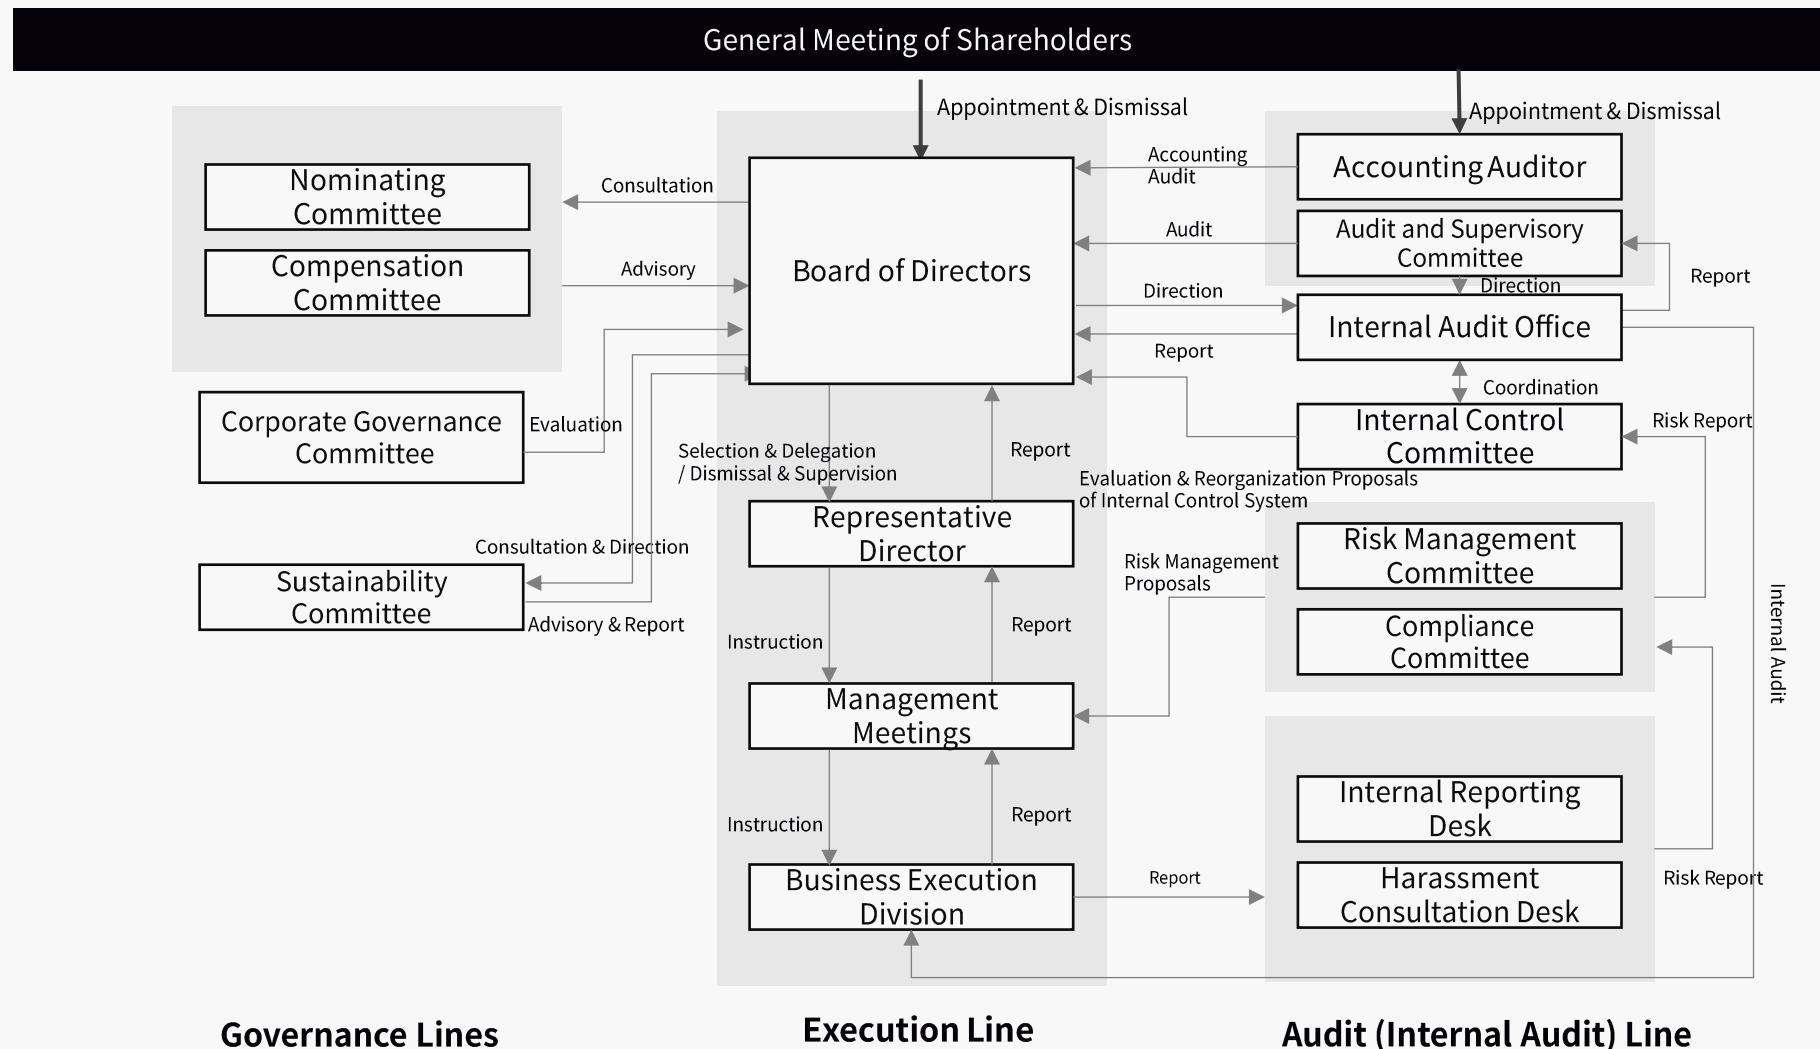 General Meeting of Shareholders
Appointment & Dismissal
Appointment & Dismissal
Nominating
Committee
Compensation
Committee
Consultation
Advisory
Corporate Governance
Committee
Evaluation
Sustainability
Committee
Consultation & Direction
Advisory & Report
Board of Directors
Selection & Delegation
/ Dismissal & Supervision
Report
Representative
Director
Instruction
Report
Management
Meetings
Instruction
Report
Business Execution
Division
Accounting
Audit
Audit
Direction
Report
Evaluation & Reorganization Proposals
of Internal Control System
Risk Management
Proposals
Report
Accounting Auditor
Audit and Supervisory
Committee
Direction
Report
Internal Audit Office
Coordination
Internal Control
Committee
Risk Report
Risk Management
Committee
Compliance
Committee
Internal Audit
Internal Reporting
Desk
Harassment
Consultation Desk
Risk Report
Governance Lines
Execution Line
Audit (Internal Audit) Line